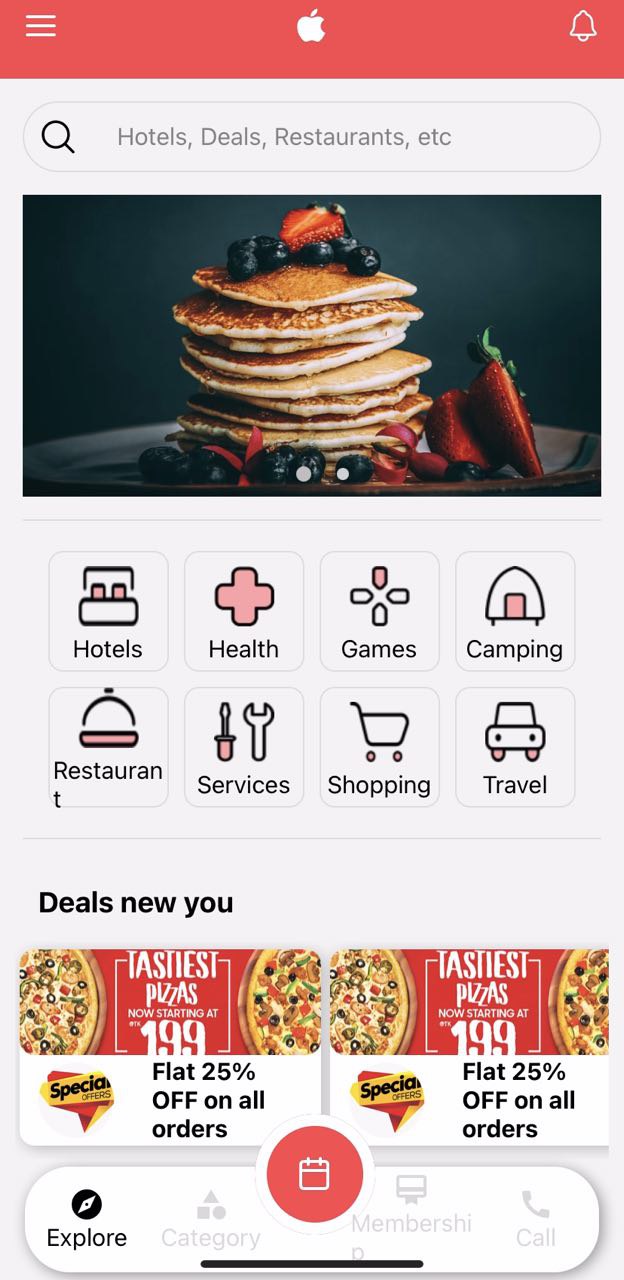 Hotels, Deals, Restaurants, etc
Hotels
Health
Games
Camping
Restauran
t
Services
Shopping
Travel
Deals new you
TASTIEST
PIZZAS
NOW STARTING AT
@TK
199
Special
OFFERS
Flat 25%
OFF on all
orders
TASTIEST
PIZZAS
NOW STARTING AT
@TK
199
Special
OFFERS
Flat 25%
OFF on all
orders
Explore
Category
Membershi
p
Call